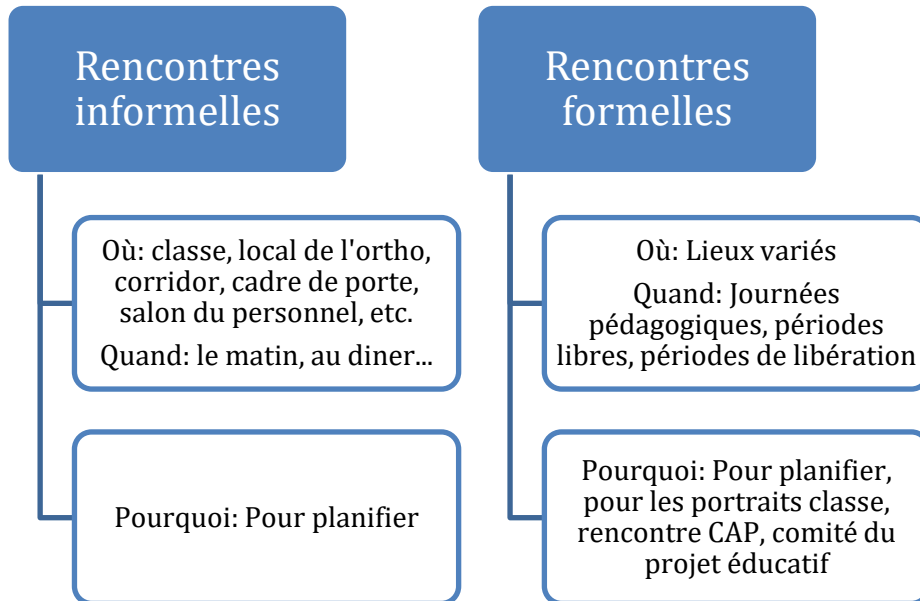 Rencontres
informelles
Où: classe, local de l'ortho,
corridor, cadre de porte,
salon du personnel, etc.
Quand: le matin, au diner...
Pourquoi: Pour planifier
Rencontres
formelles
Où: Lieux variés
Quand: Journées
pédagogiques, périodes
libres, périodes de libération
Pourquoi: Pour planifier,
pour les portraits classe,
rencontre CAP, comité du
projet éducatif